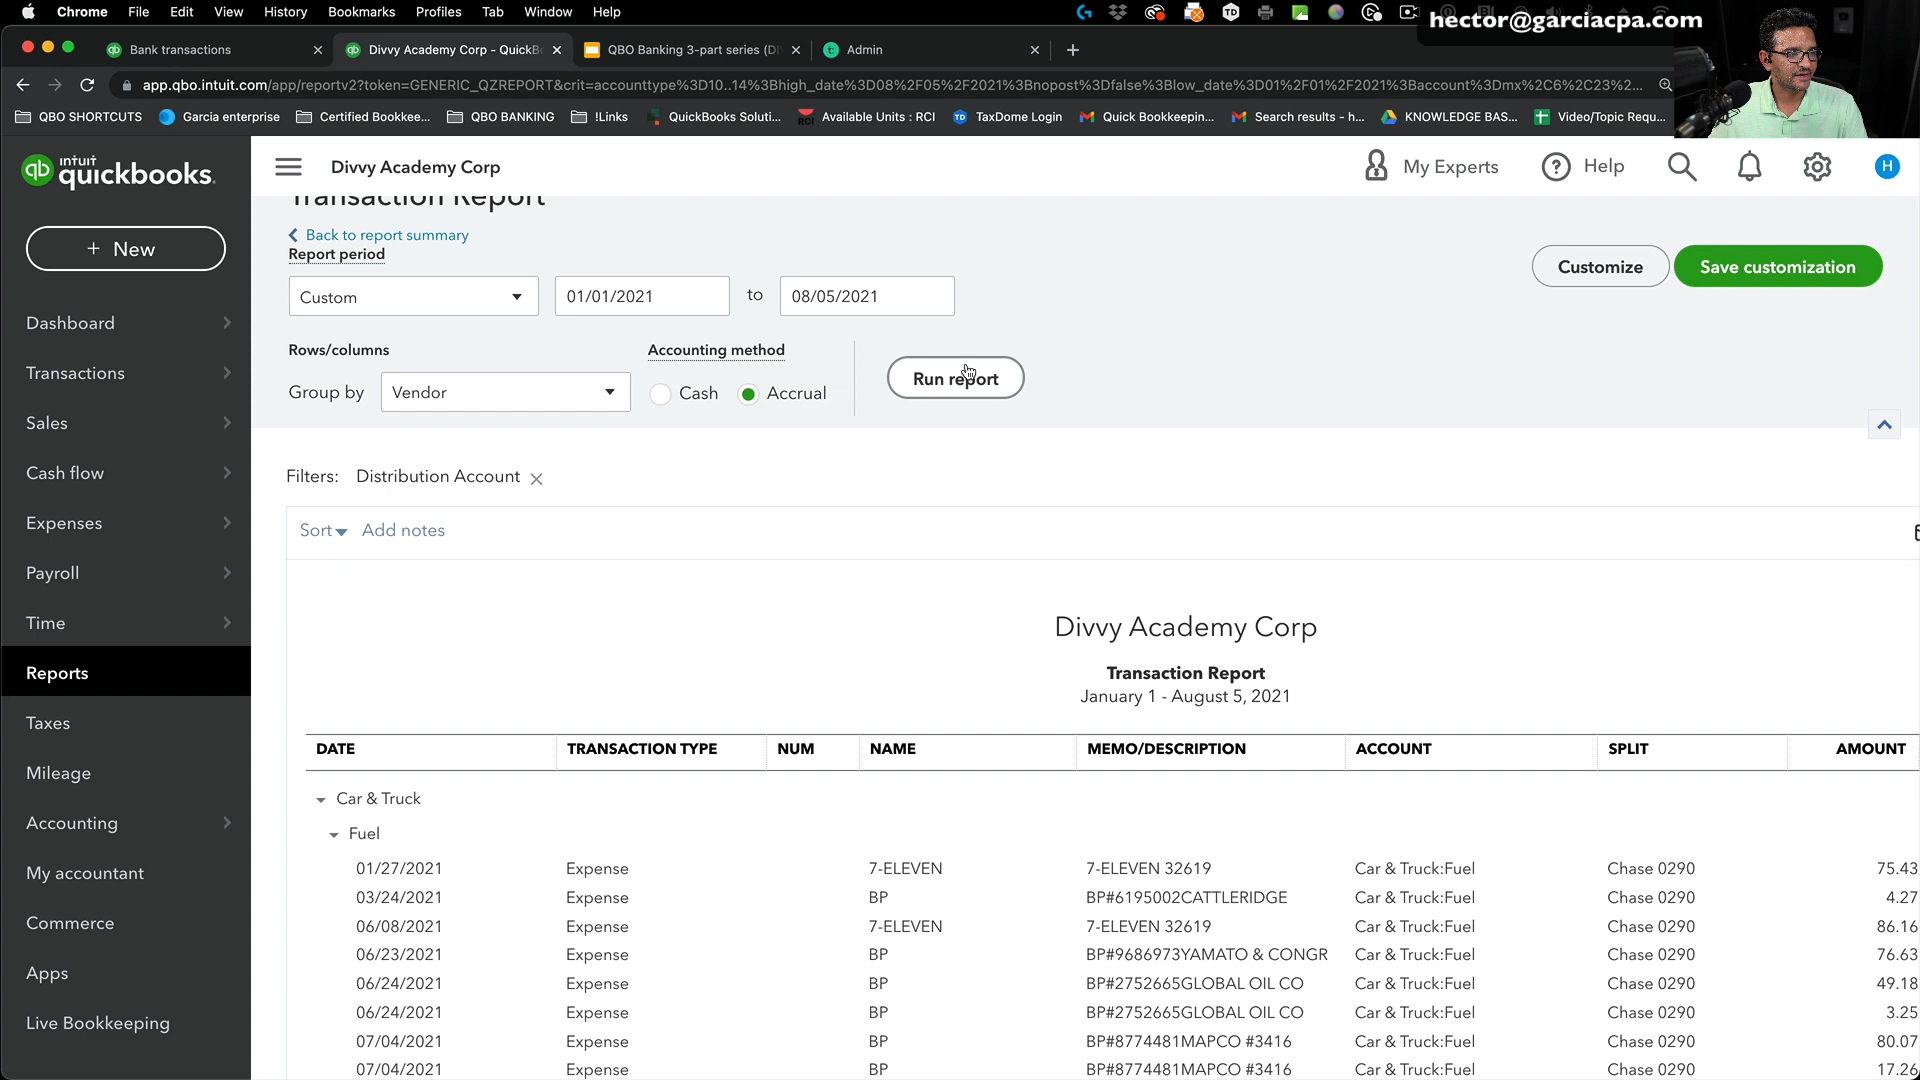 Chrome File Edit View History Bookmarks Profiles Tab Window Help
hector@garciacpa.com
Bank transactions
Divvy Academy Corp - QuickB
QBO Banking 3-part series (DI
Admin
app.qbo.intuit.com/app/reportv2?token=GENERIC_QZREPORT&crit=accounttype%3D10..14%3Bhigh_date%3D08%2F05%2F2021%3Bnopost%3Dfalse%3Blow_date%3D01%2F01%2F2021%3Baccount%3Dmx%2C6%2C23%2...
QBO SHORTCUTS Garcia enterprise Certified Bookkee... QBO BANKING !Links QuickBooks Soluti... Available Units : RCI TaxDome Login Quick Bookkeepin... Search results - h... KNOWLEDGE BAS... Video/Topic Requ...
intuit
quickbooks.
Divvy Academy Corp
My Experts
Help
H
+ New
Dashboard
Transactions
Sales
Cash flow
Expenses
Payroll
Time
Reports
Taxes
Mileage
Accounting
My accountant
Commerce
Apps
Live Bookkeeping
Transaction Report
Back to report summary
Report period
Custom 01/01/2021 to 08/05/2021
Customize
Save customization
Rows/columns
Accounting method
Group by Vendor
Cash Accrual
Run report
Filters: Distribution Account
Sort Add notes
Divvy Academy Corp
Transaction Report
January 1 - August 5, 2021
DATE TRANSACTION TYPE NUM NAME MEMO/DESCRIPTION ACCOUNT SPLIT AMOUNT
Car & Truck
Fuel
01/27/2021 Expense 7-ELEVEN 7-ELEVEN 32619 Car & Truck:Fuel Chase 0290 75.43
03/24/2021 Expense BP BP#6195002CATTLERIDGE Car & Truck:Fuel Chase 0290 4.27
06/08/2021 Expense 7-ELEVEN 7-ELEVEN 32619 Car & Truck:Fuel Chase 0290 86.16
06/23/2021 Expense BP BP#9686973YAMATO & CONGR Car & Truck:Fuel Chase 0290 76.63
06/24/2021 Expense BP BP#2752665GLOBAL OIL CO Car & Truck:Fuel Chase 0290 49.18
06/24/2021 Expense BP BP#2752665GLOBAL OIL CO Car & Truck:Fuel Chase 0290 3.25
07/04/2021 Expense BP BP#8774481MAPCO #3416 Car & Truck:Fuel Chase 0290 80.07
07/04/2021 Expense BP BP#8774481MAPCO #3416 Car & Truck:Fuel Chase 0290 17.26